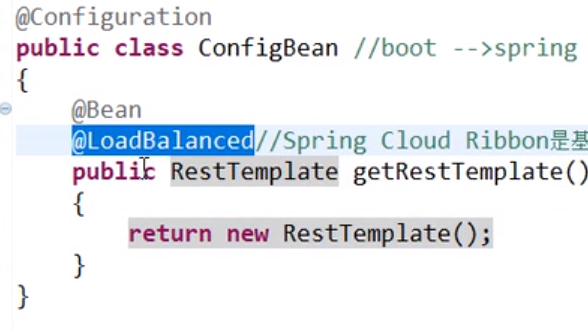 @Configuration
public class ConfigBean //boot -->spring
{
@Bean
@LoadBalanced//Spring Cloud Ribbon是基
public RestTemplate getRestTemplate()
{
return new RestTemplate();
}
}